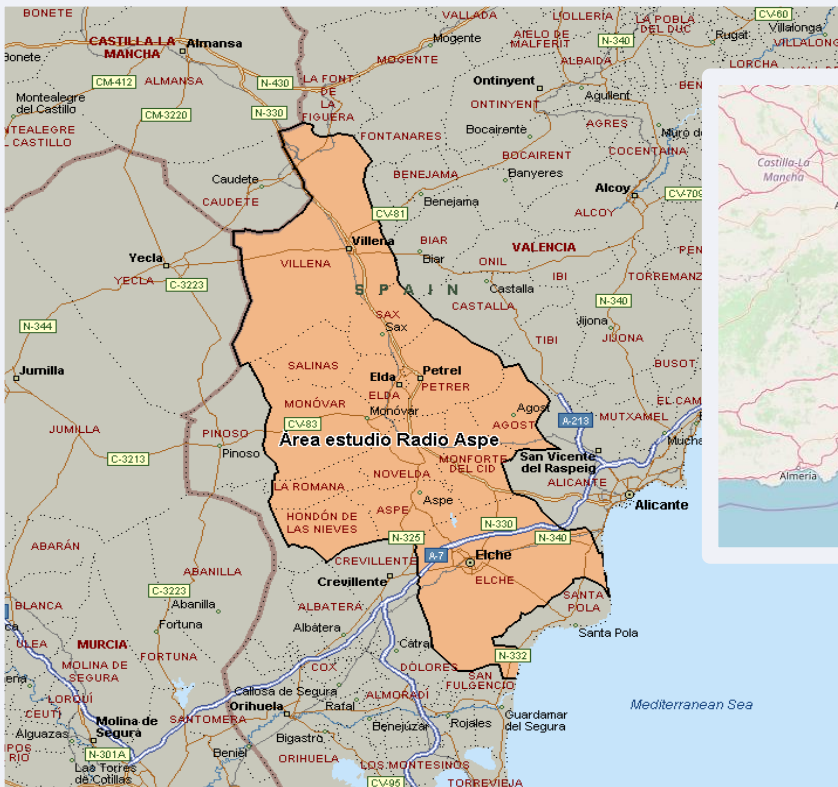 BONETE
CASTILLA-LA
MANCHA
Almansa
VALLADA
L'OLLERIA
LA POBLA
DEL DUC
CV-60
Villalonga
VILLALONG
Bonete
Mogente
AIELO DE
MALFERIT
N-340
Rugat
MOGENTE
ALBAIDA
LORCHA
CM-412
ALMANSA
N-430
LA FONT
DE
LA
FIGUERA
Ontinyent
Agullent
BEN
Montealegre
del Castillo
CM-3220
N-330
ONTINYENT
NTEALEGRE
CASTILLO
FONTANARES
Bocairente
AGRES
Muro d
BOCAIRENT
COCENTAINA
Castilla-La
Mancha
Caudete
BENEJAMA
Banyeres
CAUDETE
Benejama
Alcoy
CV-709
CV-81
ALCOY
Villena
BIAR
VALENCIA
Yecla
VILLENA
Biar
ONIL
PEN
YECLA
IBI
TORREMANZ
C-3223
SPAIN
Castalla
CASTALLA
N-340
N-344
SAX
Sax
Jijona
TIBI
JIJONA
Jumilla
SALINAS
Elda
Petrel
BUSOT
ELDA
PETRER
MONÓVAR
Monóvar
Agost
EL CAM
JUMILLA
PINOSO
CV-83
AGOST
A-213
MUTXAMEL
Área estudio Radio Aspe
Mucha
C-3213
Pinoso
MONFORTE
DEL CID
San Vicente
del Raspeig
NOVELDA
ALICANTE
Almería
LA ROMANA
Aspe
Alicante
HONDÓN DE
LAS NIEVES
ASPE
N-330
N-325
N-340
ABARÁN
A-7
Elche
CREVILLENTE
ABANILLA
Crevillente
ELCHE
C-3223
BLANCA
Abanilla
ALBATERA
SANTA
POLA
Fortuna
Albatera
Santa Pola
ULEA
MURCIA
Catral
MOLINA DE
SEGURA
FORTUNA
COX
DOLORES
N-332
SAN
FULGENCIO
Callosa de Segura
ALMORADÍ
LORQUÍ
Mediterranean Sea
CEUTÍ
SANTOMERA
Orihuela
Rafal
Guardamar
del Segura
Molina de
Segura
Alguazas
Benejúzar
Rojales
Bigastro
N-301A
Beniel
ORIHUELA
Las Torres
de Cotillas
LOS MONTESINOS
CV-95
TORREVIEJA